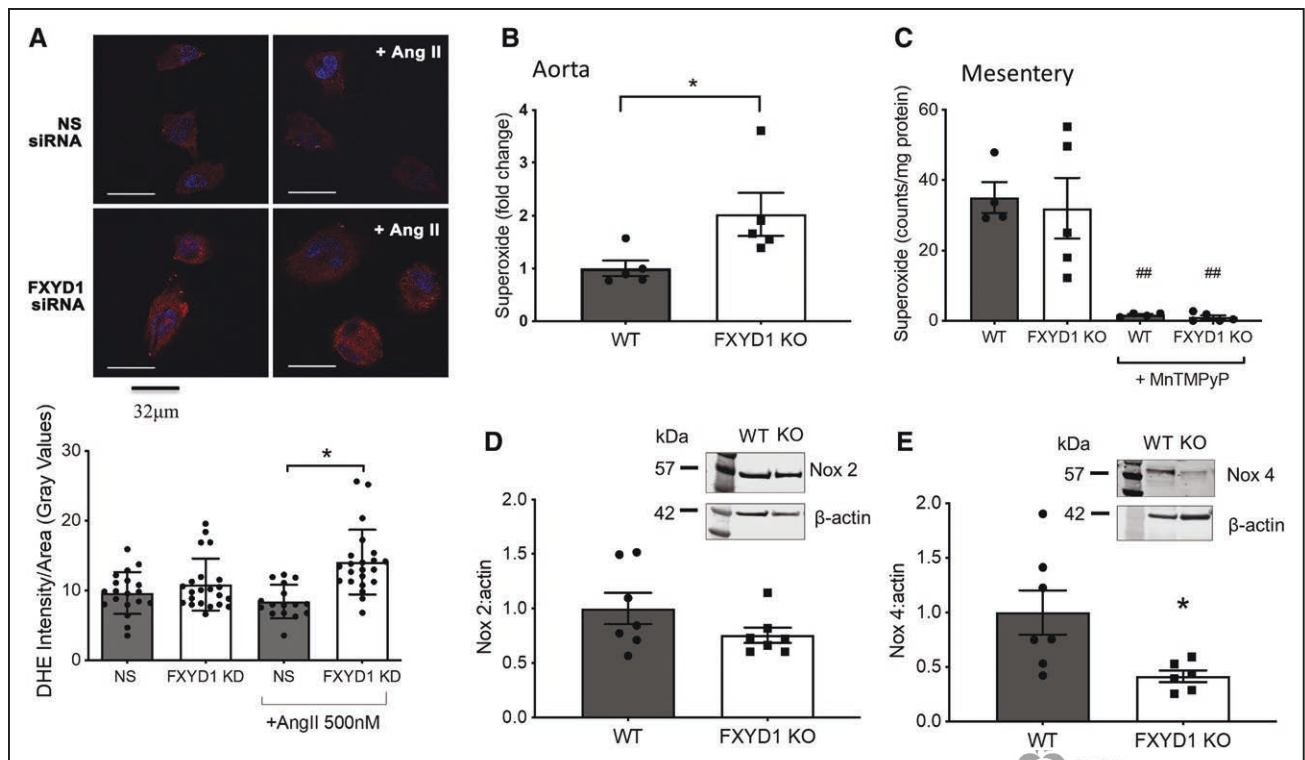 A
+ Ang II
NS
siRNA
+ Ang II
FXYD1
siRNA
32μm
DHE Intensity/Area (Gray Values)
30
20
10
0
NS
FXYD1 KD
NS
FXYD1 KD
+AngII 500nM
B
Aorta
*
Superoxide (fold change)
4
3
2
1
0
WT
FXYD1 KO
C
Mesentery
Superoxide (counts/mg protein)
60
40
20
0
##
##
WT
FXYD1 KO
WT
FXYD1 KO
+ MnTMPyP
D
kDa
WT KO
57
Nox 2
42
β-actin
Nox 2:actin
2.0
1.5
1.0
0.5
0.0
WT
FXYD1 KO
E
kDa
WT KO
57
Nox 4
42
β-actin
Nox 4:actin
2.0
1.5
1.0
0.5
0.0
*
WT
FXYD1 KO
*